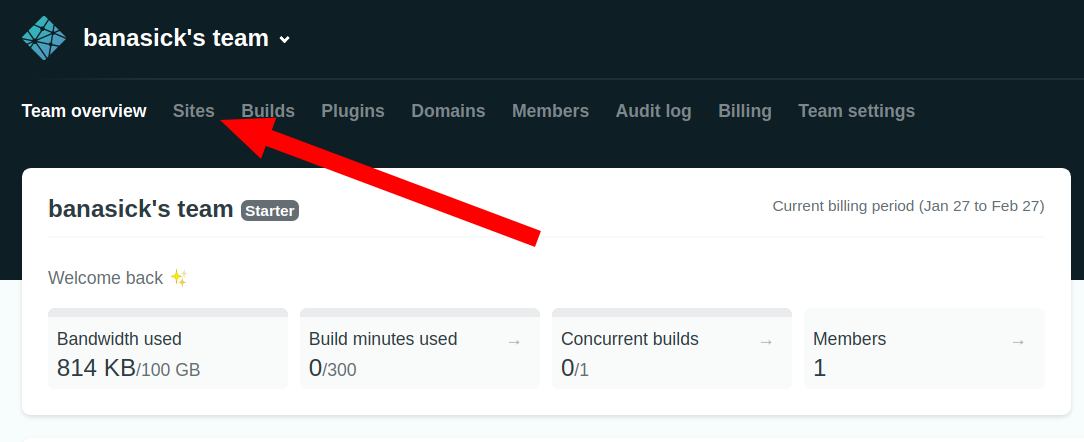 banasick's team
Team overview Sites Builds Plugins Domains Members Audit log Billing Team settings
banasick's team Starter Current billing period (Jan 27 to Feb 27)
Welcome back ✨
Bandwidth used Build minutes used → Concurrent builds → Members →
814 KB/100 GB 0/300 0/1 1